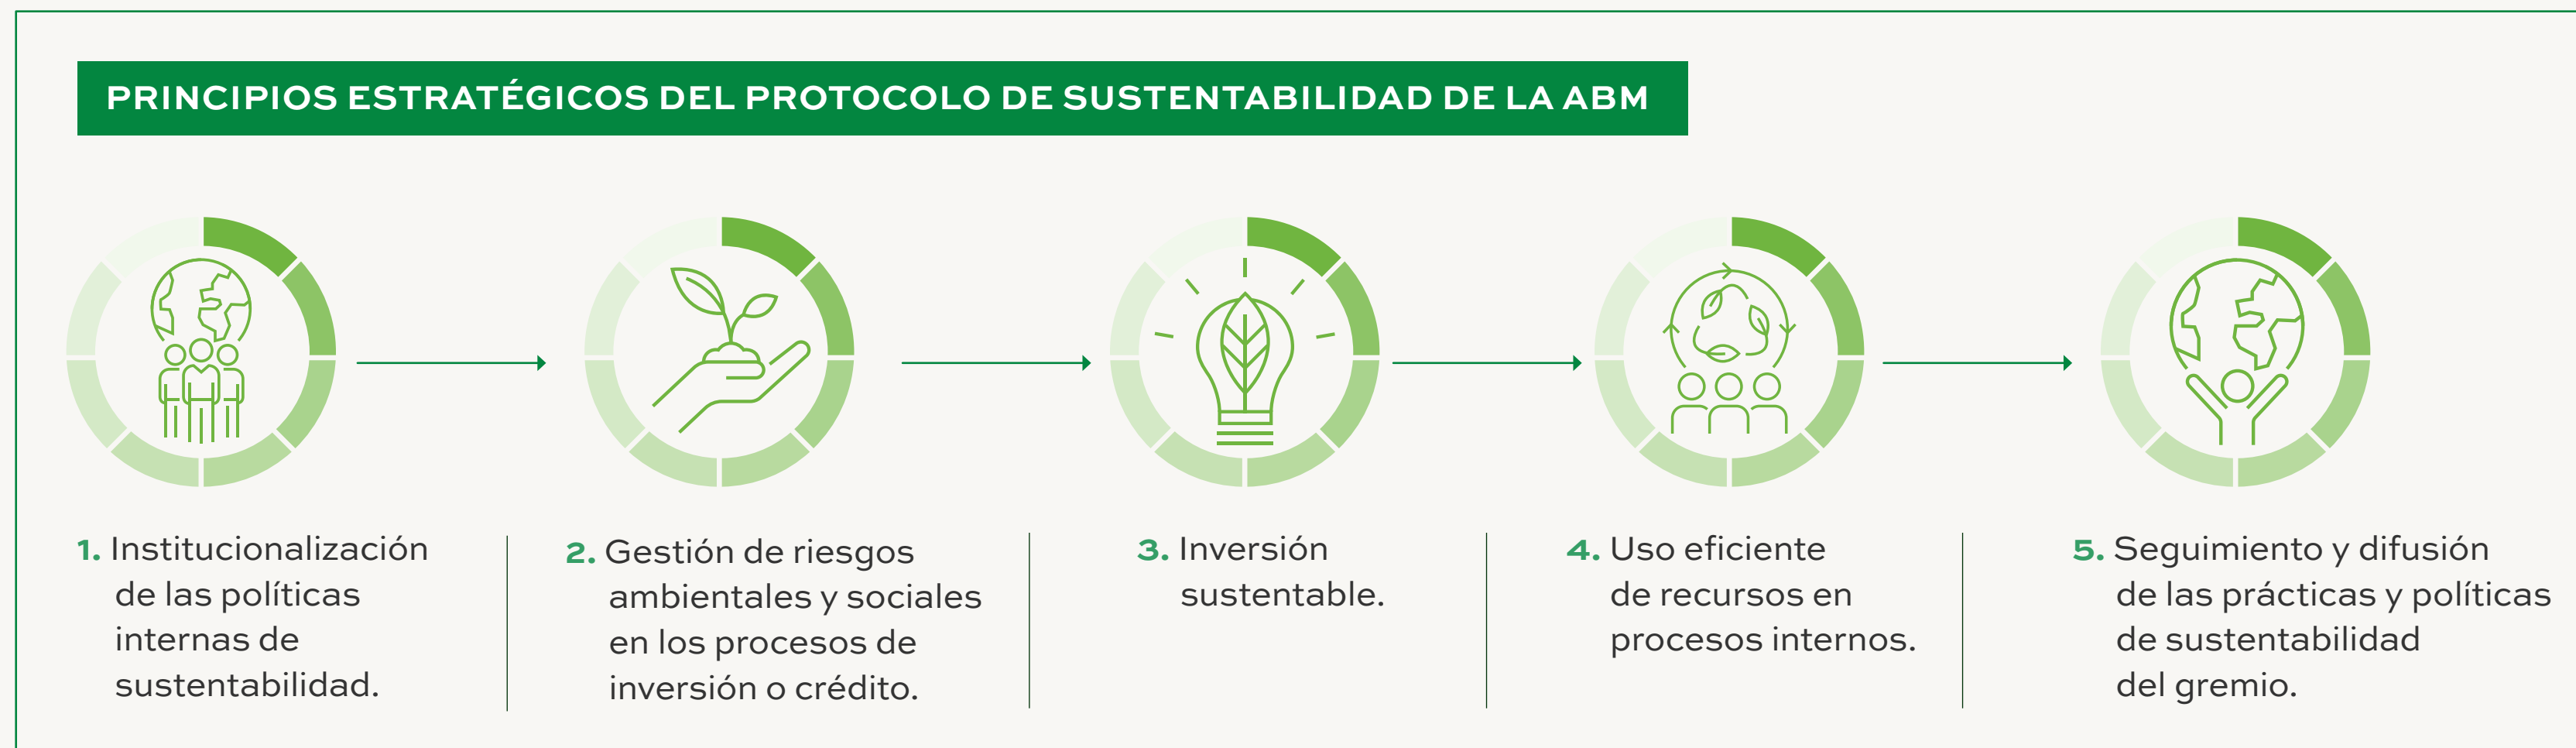 PRINCIPIOS ESTRATÉGICOS DEL PROTOCOLO DE SUSTENTABILIDAD DE LA ABM
1. Institucionalización
de las políticas
internas de
sustentabilidad.
2. Gestión de riesgos
ambientales y sociales
en los procesos de
inversión o crédito.
3. Inversión
sustentable.
4. Uso eficiente
de recursos en
procesos internos.
5. Seguimiento y difusión
de las prácticas y políticas
de sustentabilidad
del gremio.